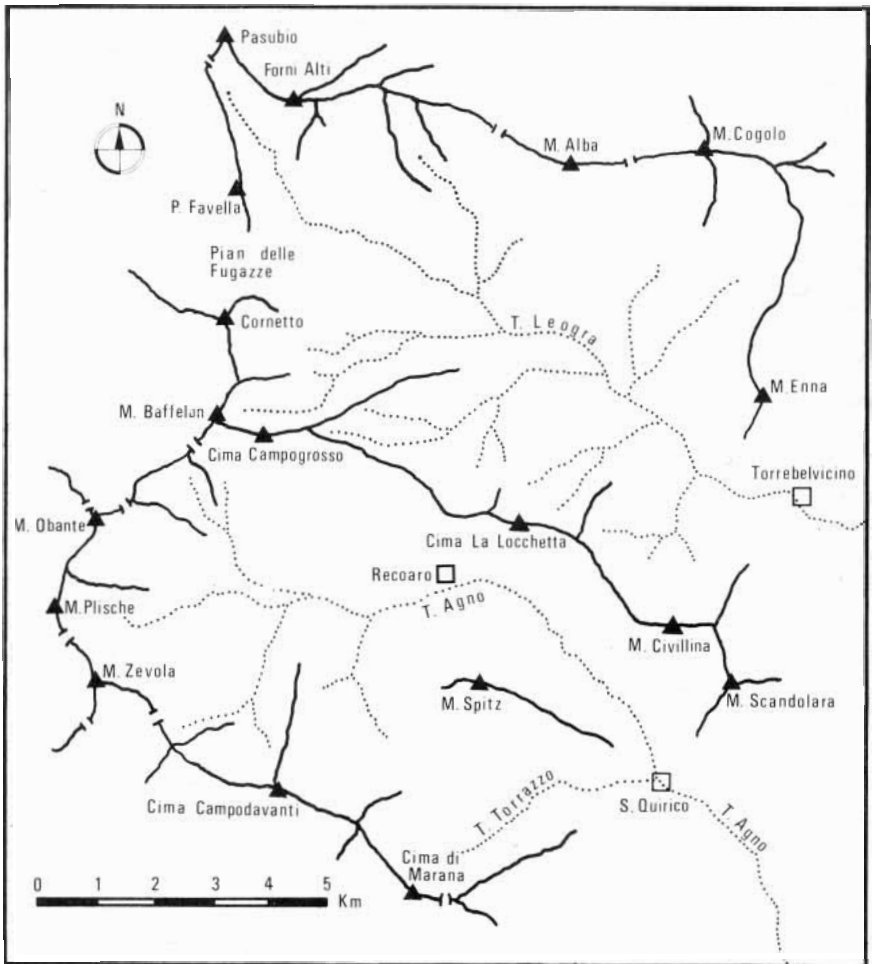 Pasubio
Forni Alti
N
M. Alba
M. Cogolo
P. Favella
Pian delle
Fugazze
Cornetto
T. Leogra
M. Enna
M. Baffelan
Cima Campogrosso
Torrebelvicino
M. Obante
Cima La Locchetta
Recoaro
T. Agno
M. Plische
M. Civillina
M. Zevola
M. Spitz
M. Scandolara
Cima Campodavanti
T. Torrazzo
S. Quirico
T. Agno
Cima di
Marana
0 1 2 3 4 5
Km